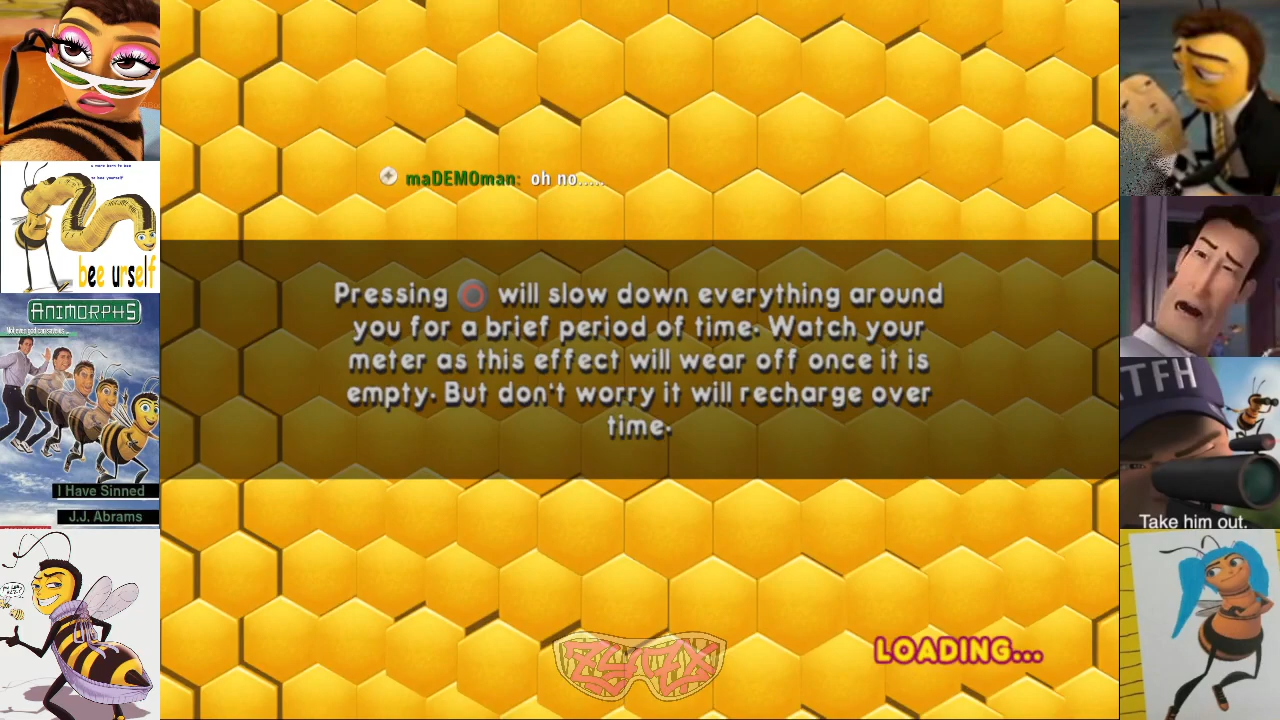 maDEMOman: oh no.....
Pressing will slow down everything around
you for a brief period of time. Watch your
meter as this effect will wear off once it is
empty. But don't worry it will recharge over
time.
LOADING...
bee urself
ANIMORPHS
I Have Sinned
J.J. Abrams
TFH
Take him out.